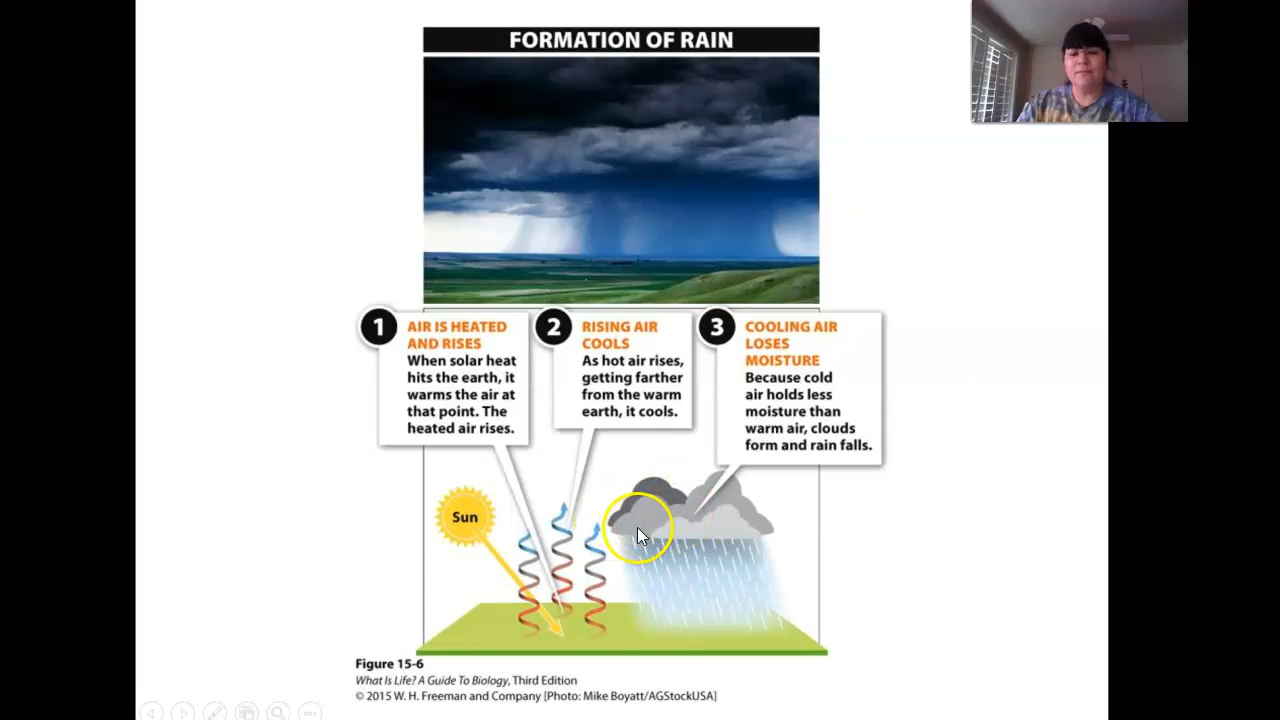 FORMATION OF RAIN
1
AIR IS HEATED
AND RISES
When solar heat
hits the earth, it
warms the air at
that point. The
heated air rises.
2
RISING AIR
COOLS
As hot air rises,
getting farther
from the warm
earth, it cools.
3
COOLING AIR
LOSES
MOISTURE
Because cold
air holds less
moisture than
warm air, clouds
form and rain falls.
Sun
Figure 15-6
What Is Life? A Guide To Biology, Third Edition
© 2015 W. H. Freeman and Company [Photo: Mike Boyatt/AGStockUSA]